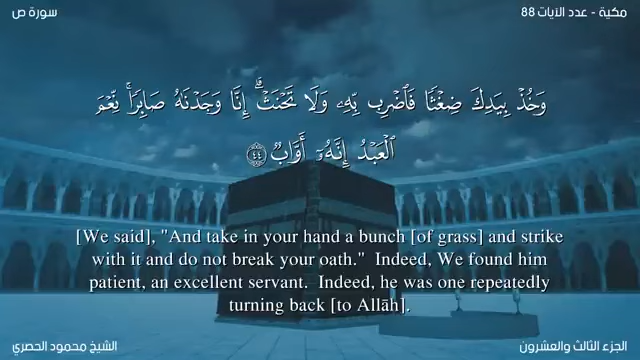 سورة ص
مكية - عدد الآيات 88
وَخُذْ بِيَدِكَ ضِغْثًا فَٱضْرِب بِّهِۦ وَلَا تَحْنَثْ ۗ إِنَّا وَجَدْنَٰهُ صَابِرًا ۚ نِّعْمَ
ٱلْعَبْدُ ۖ إِنَّهُۥٓ أَوَّابٌ ٤٤
[We said], "And take in your hand a bunch [of grass] and strike
with it and do not break your oath."  Indeed, We found him
patient, an excellent servant.  Indeed, he was one repeatedly
turning back [to Allāh].
الشيخ محمود الحصري
الجزء الثالث والعشرون